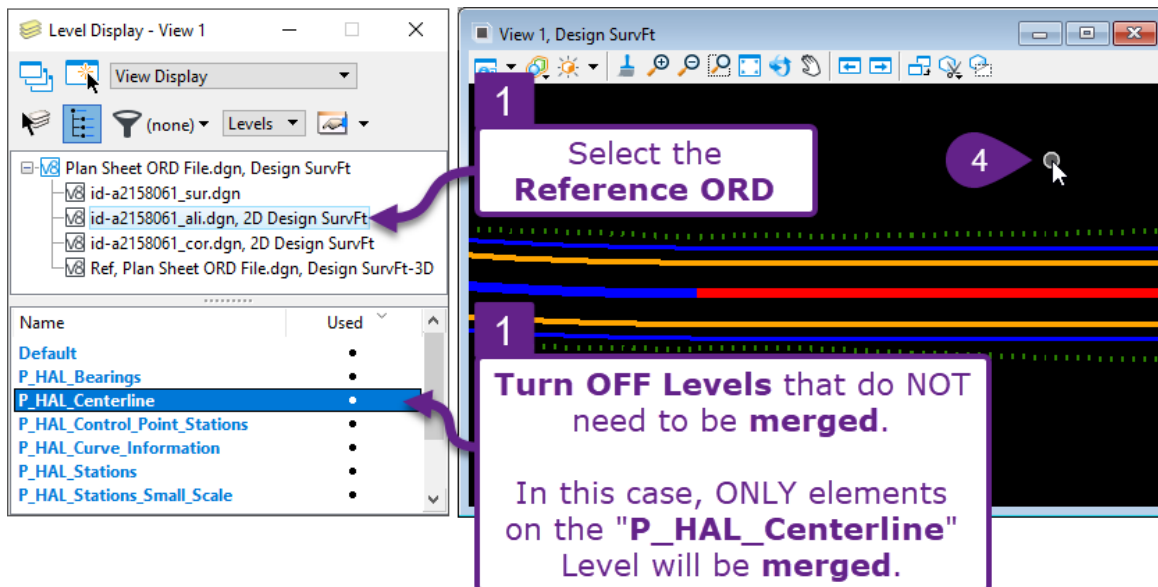 Level Display - View 1
View Display
(none)
Levels
Plan Sheet ORD File.dgn, Design SurvFt
id-a2158061_sur.dgn
id-a2158061_ali.dgn, 2D Design SurvFt
id-a2158061_cor.dgn, 2D Design SurvFt
Ref, Plan Sheet ORD File.dgn, Design SurvFt-3D
Name Used
Default
P_HAL_Bearings
P_HAL_Centerline
P_HAL_Control_Point_Stations
P_HAL_Curve_Information
P_HAL_Stations
P_HAL_Stations_Small_Scale
View 1, Design SurvFt
1
Select the
Reference ORD
4
1
Turn OFF Levels that do NOT
need to be merged.
In this case, ONLY elements
on the "P_HAL_Centerline"
Level will be merged.